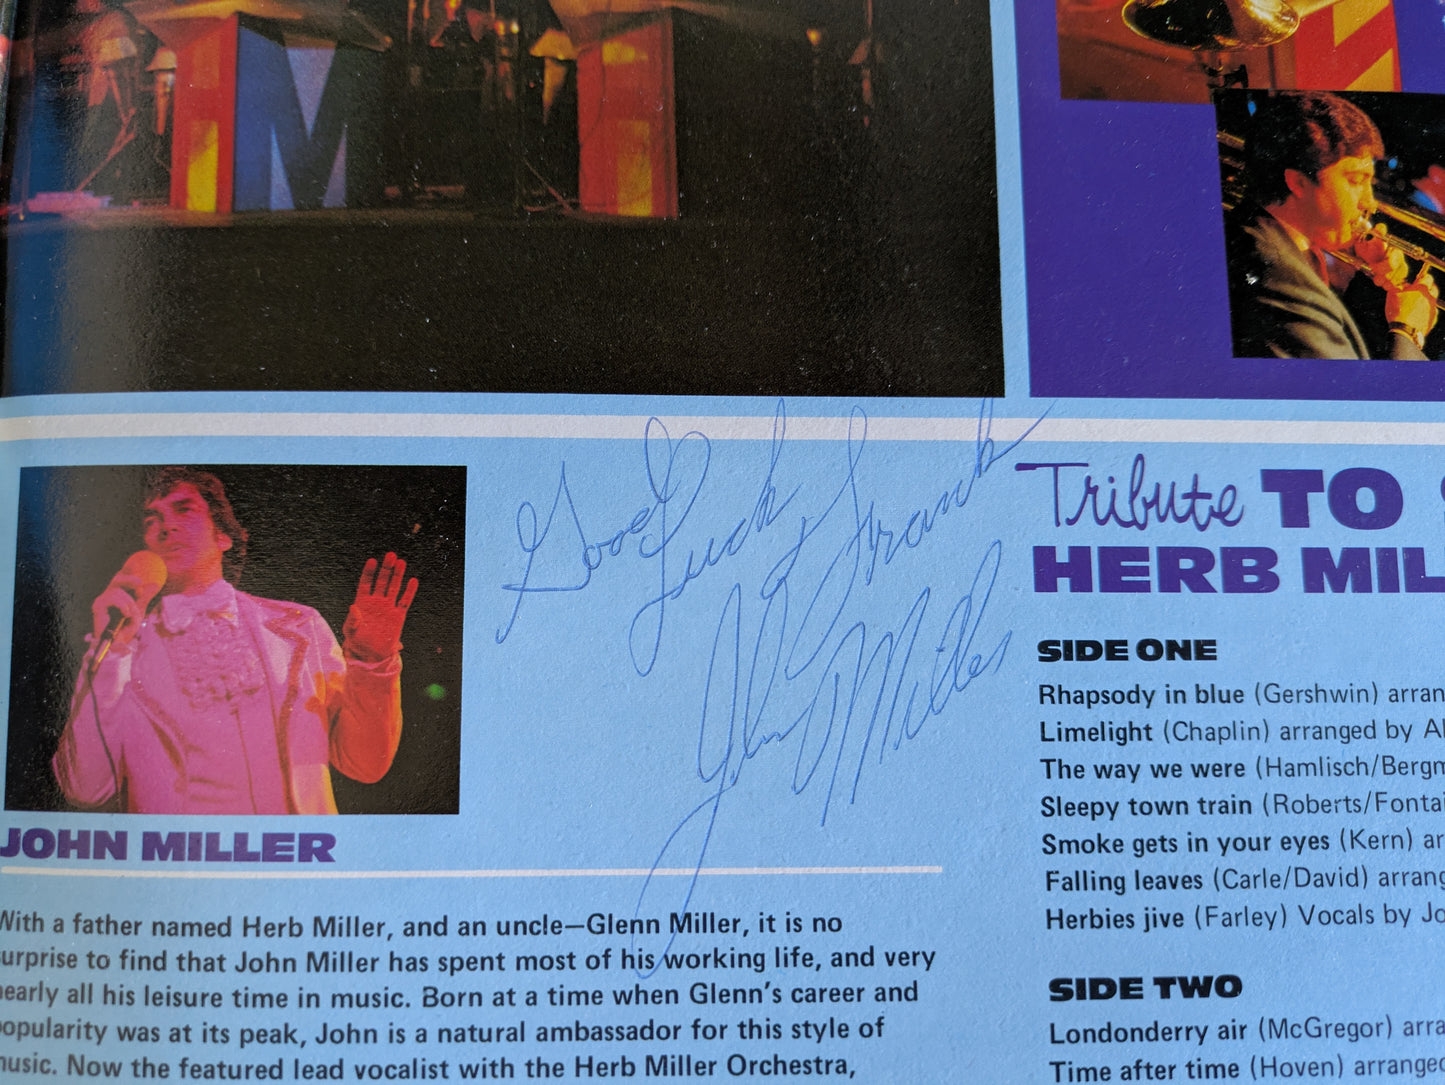 HM H
Good Luck Frank
John Miller
JOHN MILLER
With a father named Herb Miller, and an uncle—Glenn Miller, it is no
surprise to find that John Miller has spent most of his working life, and very
nearly all his leisure time in music. Born at a time when Glenn's career and
popularity was at its peak, John is a natural ambassador for this style of
music. Now the featured lead vocalist with the Herb Miller Orchestra,
Tribute TO
HERB MIL
SIDE ONE
Rhapsody in blue (Gershwin) arran
Limelight (Chaplin) arranged by Al
The way we were (Hamlisch/Bergm
Sleepy town train (Roberts/Fontai
Smoke gets in your eyes (Kern) ar
Falling leaves (Carle/David) arrang
Herbies jive (Farley) Vocals by Jo
SIDE TWO
Londonderry air (McGregor) arra
Time after time (Hoven) arranged